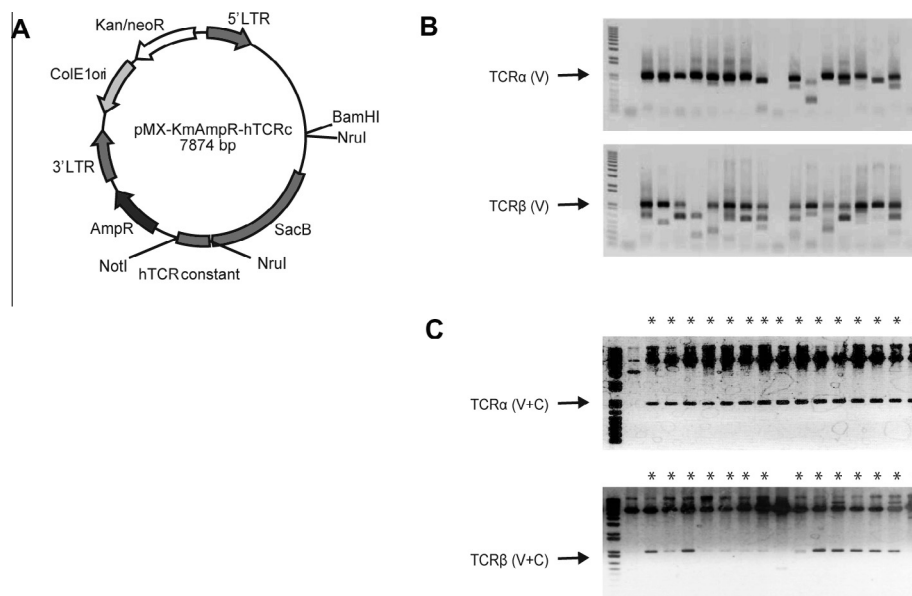 A
Kan/neoR
5'LTR
ColE1ori
BamHI
NruI
pMX-KmAmpR-hTCRc
7874 bp
3'LTR
AmpR
SacB
NotI
NruI
hTCR constant
B
TCRα (V)
TCRβ (V)
C
* * * * * * * * * * * * * *
TCRα (V+C)
* * * * * * * * * * * * *
TCRβ (V+C)